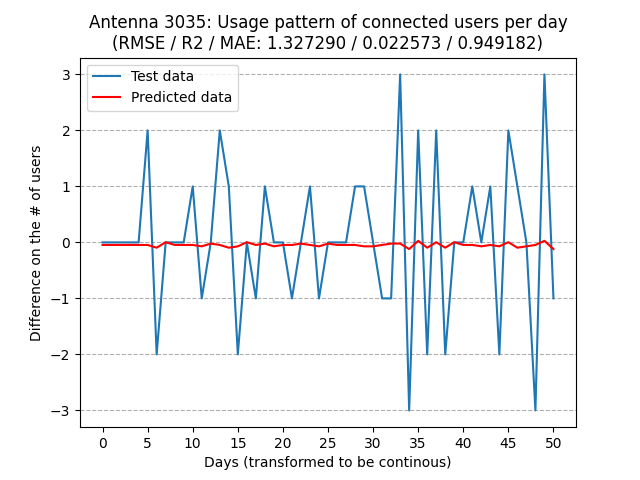 Antenna 3035: Usage pattern of connected users per day
(RMSE / R2 / MAE: 1.327290 / 0.022573 / 0.949182)
Test data
Predicted data
Difference on the # of users
3
2
1
0
−1
−2
−3
0 5 10 15 20 25 30 35 40 45 50
Days (transformed to be continous)